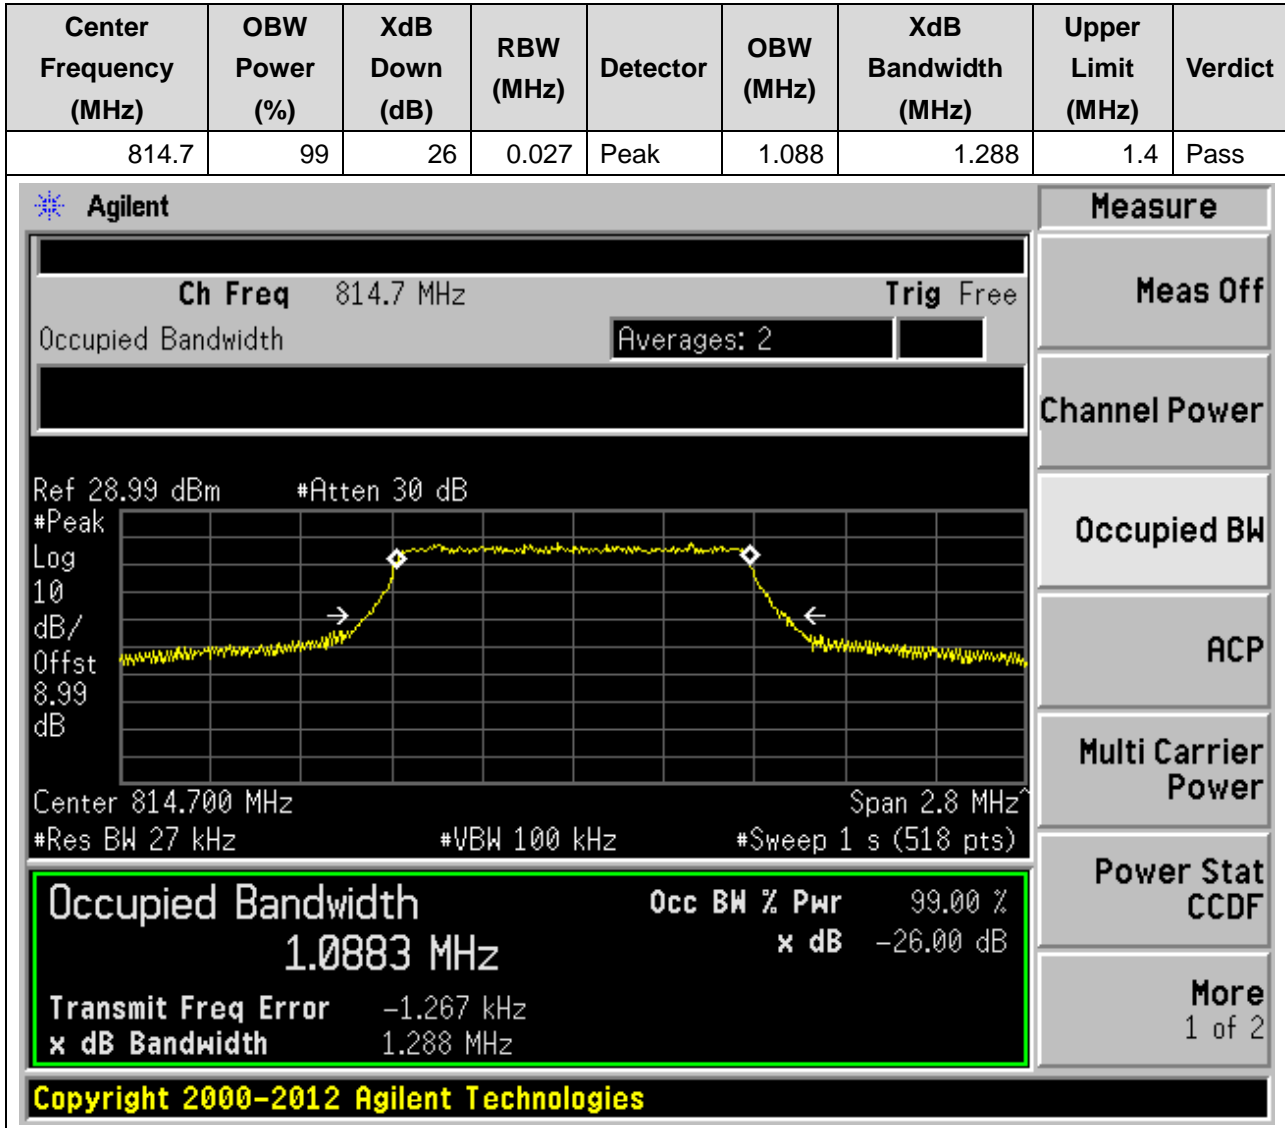 Center Frequency (MHz) OBW Power (%) XdB Down (dB) RBW (MHz) Detector OBW (MHz) XdB Bandwidth (MHz) Upper Limit (MHz) Verdict
814.7 99 26 0.027 Peak 1.088 1.288 1.4 Pass
Agilent
Measure
Ch Freq 814.7 MHz Trig Free
Occupied Bandwidth Averages: 2
Ref 28.99 dBm #Atten 30 dB
#Peak
Log
10
dB/
Offst
8.99
dB
Center 814.700 MHz Span 2.8 MHz^
#Res BW 27 kHz #VBW 100 kHz #Sweep 1 s (518 pts)
Occupied Bandwidth Occ BW % Pwr 99.00 %
1.0883 MHz x dB -26.00 dB
Transmit Freq Error -1.267 kHz
x dB Bandwidth 1.288 MHz
Copyright 2000-2012 Agilent Technologies
Meas Off
Channel Power
Occupied BW
ACP
Multi Carrier
Power
Power Stat
CCDF
More
1 of 2